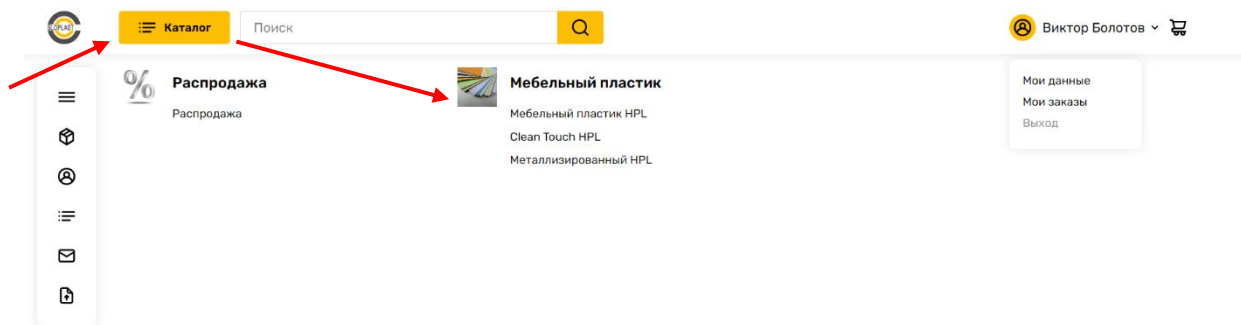 Каталог
Поиск
Виктор Болотов
Распродажа
Распродажа
Мебельный пластик
Мебельный пластик HPL
Clean Touch HPL
Металлизированный HPL
Мои данные
Мои заказы
Выход